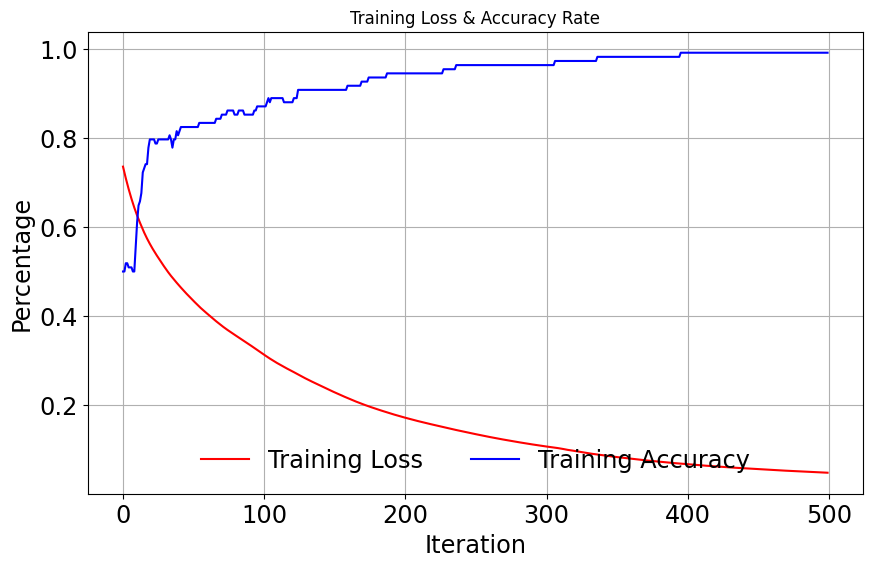 Training Loss & Accuracy Rate
1.0
0.8
0.6
0.4
0.2
Percentage
Training Loss
Training Accuracy
0 100 200 300 400 500
Iteration